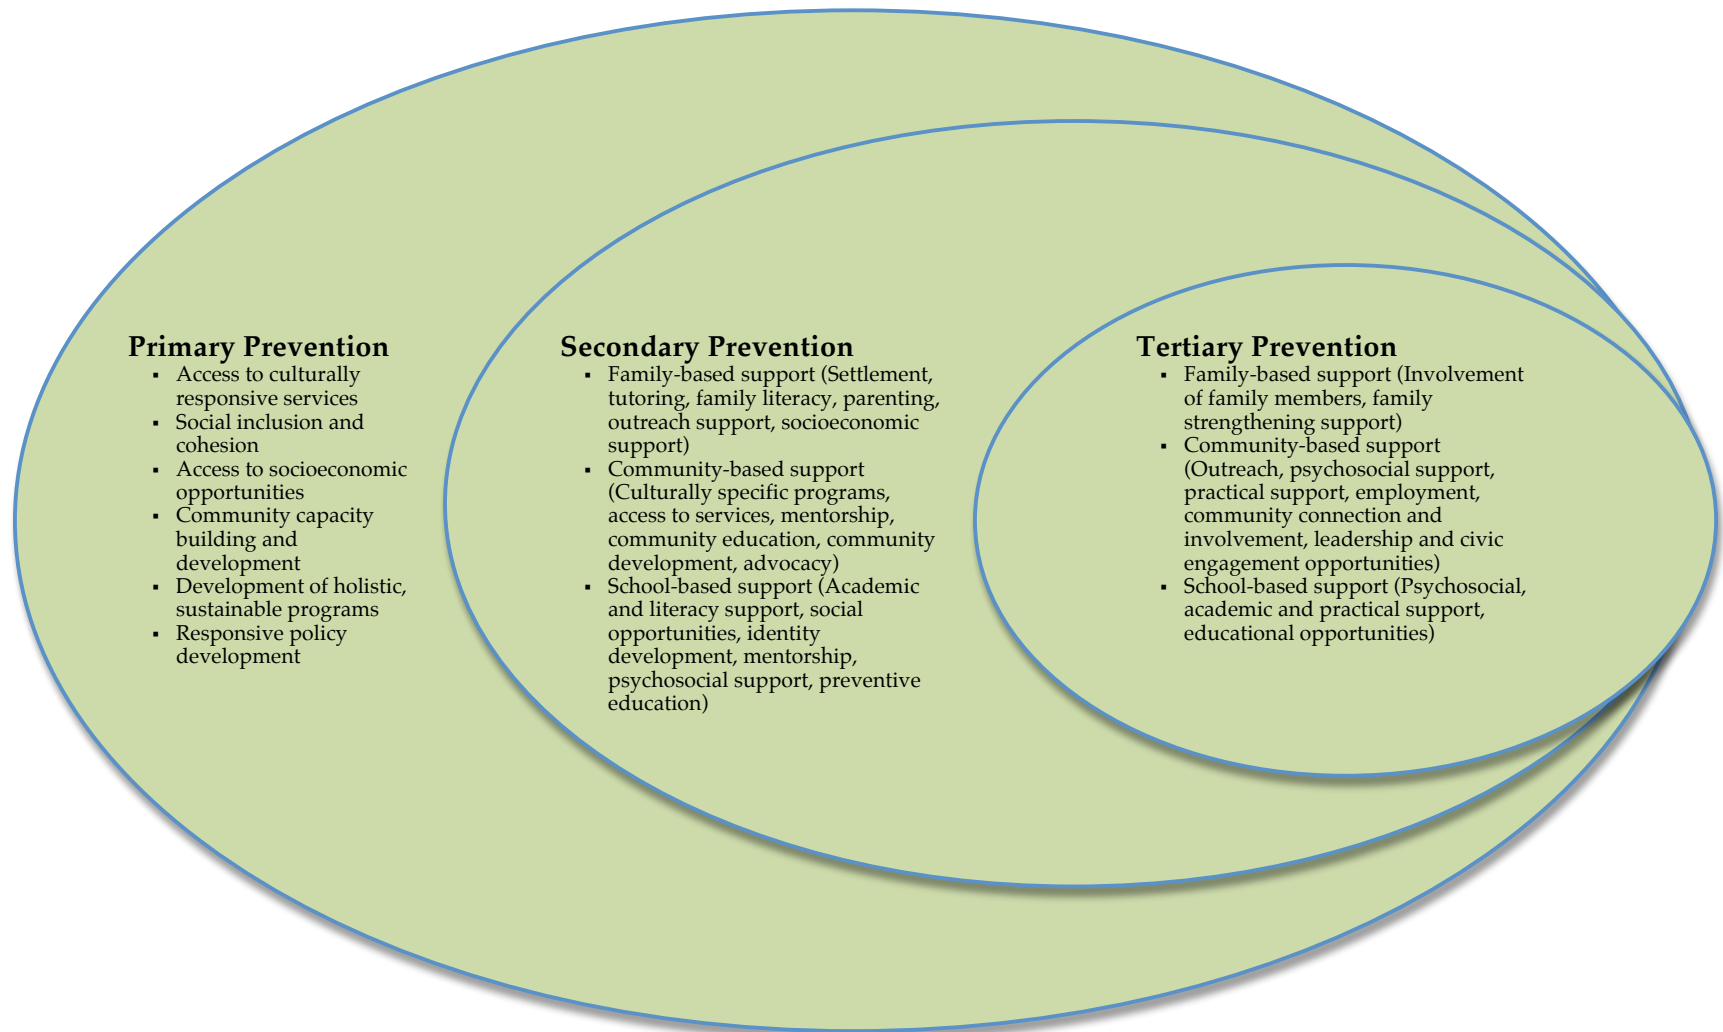 Primary Prevention
▪ Access to culturally
responsive services
▪ Social inclusion and
cohesion
▪ Access to socioeconomic
opportunities
▪ Community capacity
building and
development
▪ Development of holistic,
sustainable programs
▪ Responsive policy
development
Secondary Prevention
▪ Family-based support (Settlement,
tutoring, family literacy, parenting,
outreach support, socioeconomic
support)
▪ Community-based support
(Culturally specific programs,
access to services, mentorship,
community education, community
development, advocacy)
▪ School-based support (Academic
and literacy support, social
opportunities, identity
development, mentorship,
psychosocial support, preventive
education)
Tertiary Prevention
▪ Family-based support (Involvement
of family members, family
strengthening support)
▪ Community-based support
(Outreach, psychosocial support,
practical support, employment,
community connection and
involvement, leadership and civic
engagement opportunities)
▪ School-based support (Psychosocial,
academic and practical support,
educational opportunities)